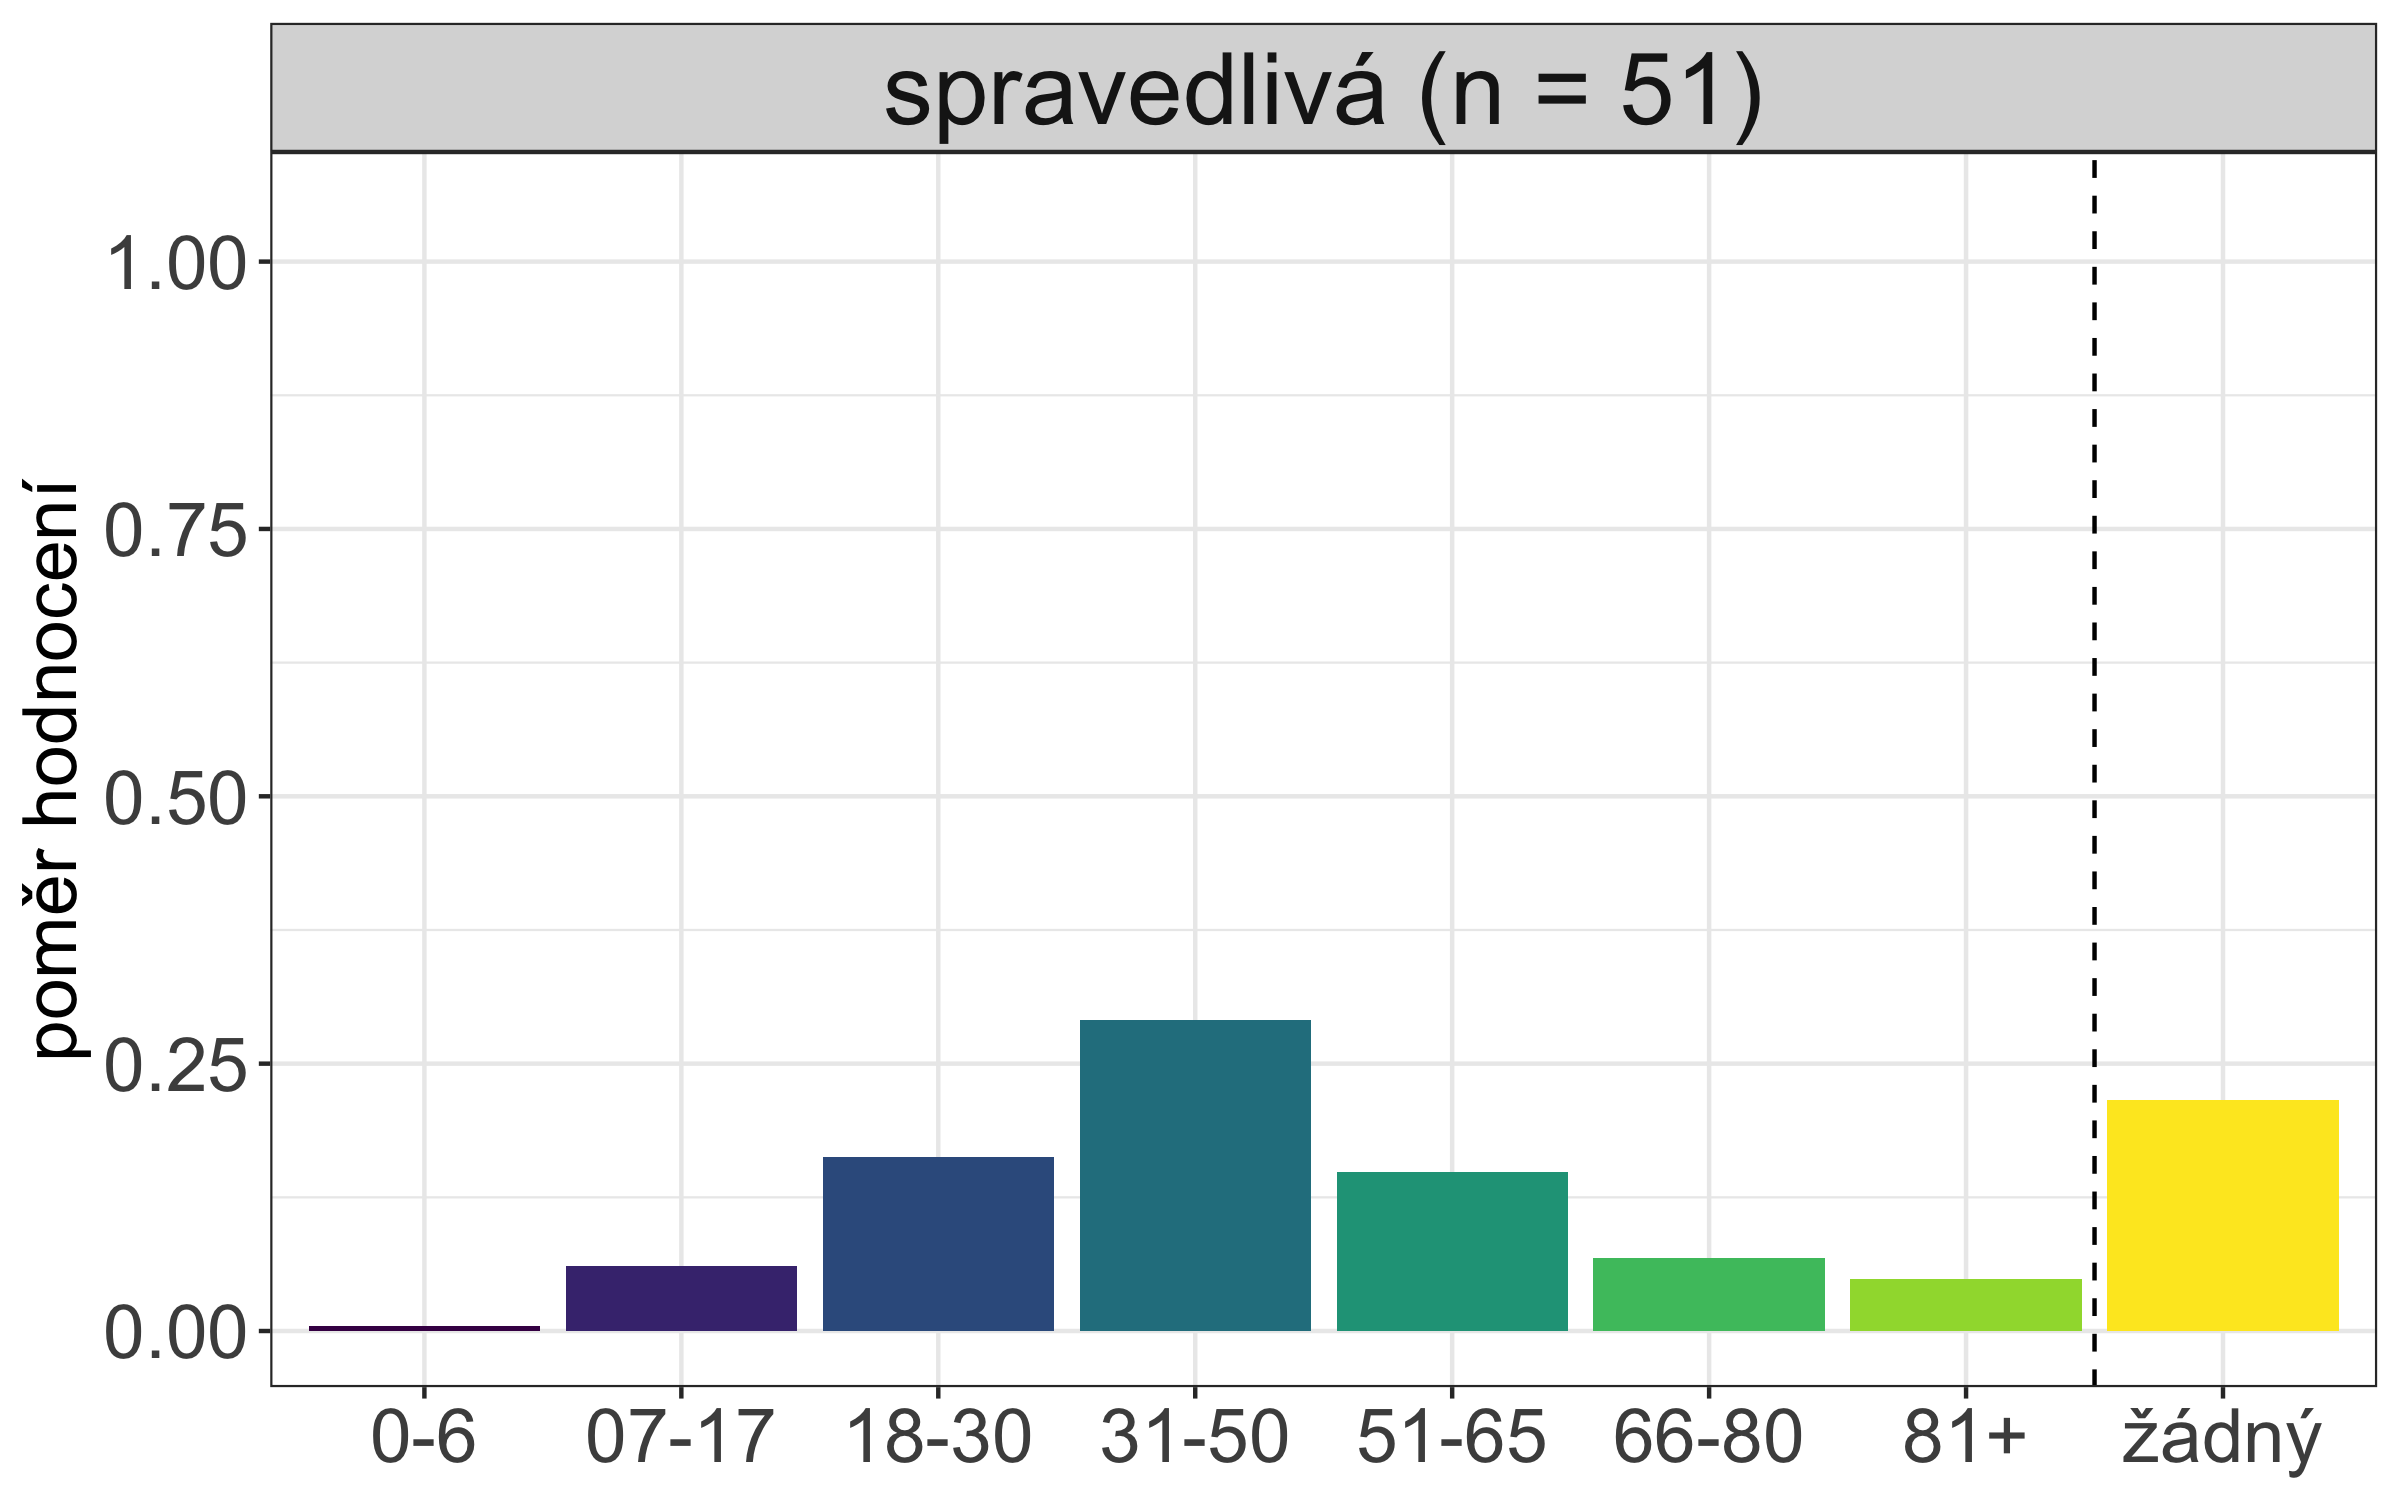 spravedlivá (n = 51)
poměr hodnocení
1.00
0.75
0.50
0.25
0.00
0-6 07-17 18-30 31-50 51-65 66-80 81+ žádný